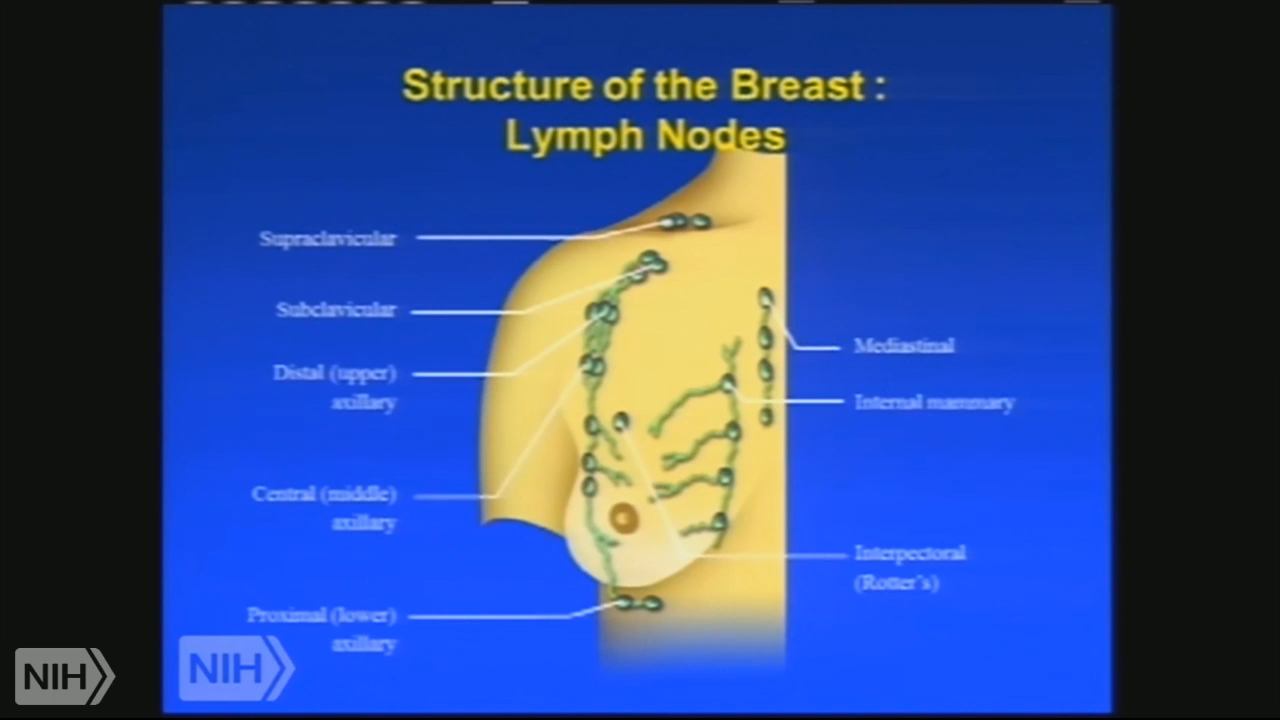 Structure of the Breast :
Lymph Nodes
Supraclavicular
Subclavicular
Distal (upper)
axillary
Central (middle)
axillary
Proximal (lower)
axillary
Mediastinal
Internal mammary
Interpectoral
(Rotter's)
NIH
NIH